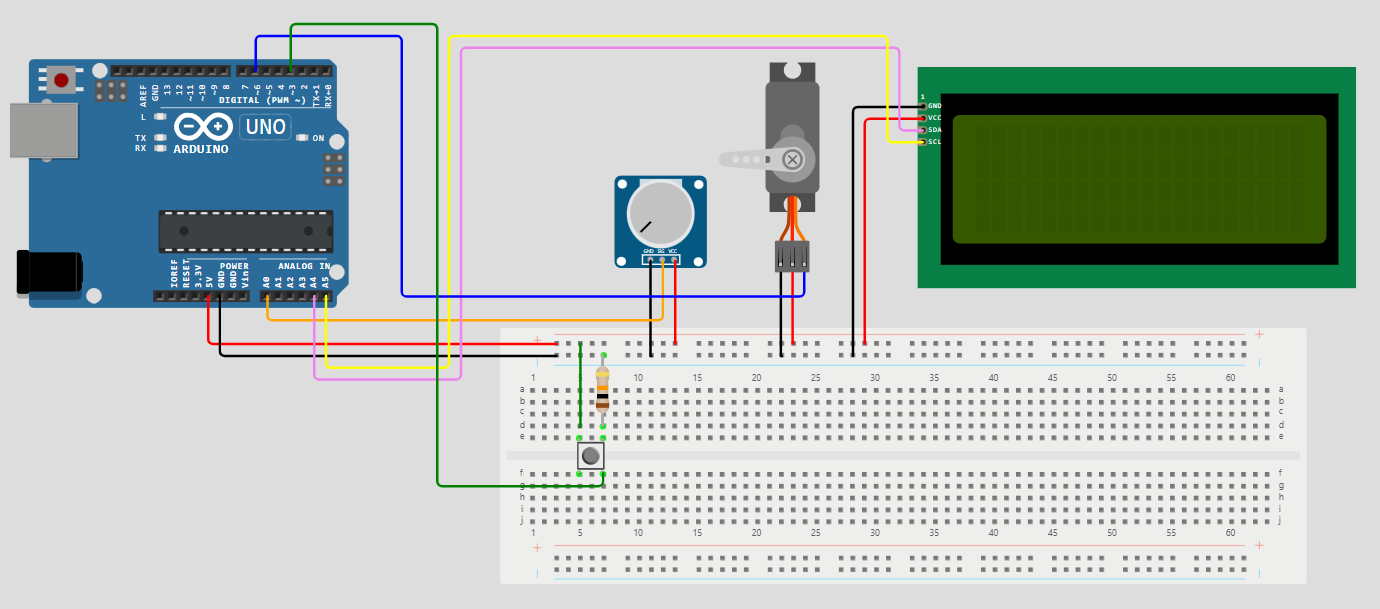 AREF
GND
13
12
~11
~10
~9
8
7
~6
~5
4
~3
2
TX→1
RX←0
DIGITAL (PWM ~)
L
TX
RX
UNO
ON
ARDUINO
IOREF
RESET
3.3V
5V
GND
GND
Vin
POWER
ANALOG IN
A0
A1
A2
A3
A4
A5
GND SIG VCC
1
GND
VCC
SDA
SCL
+ +
1 5 10 15 20 25 30 35 40 45 50 55 60
a a
b b
c c
d d
e e
f f
g g
h h
i i
j j
1 5 10 15 20 25 30 35 40 45 50 55 60
+ +